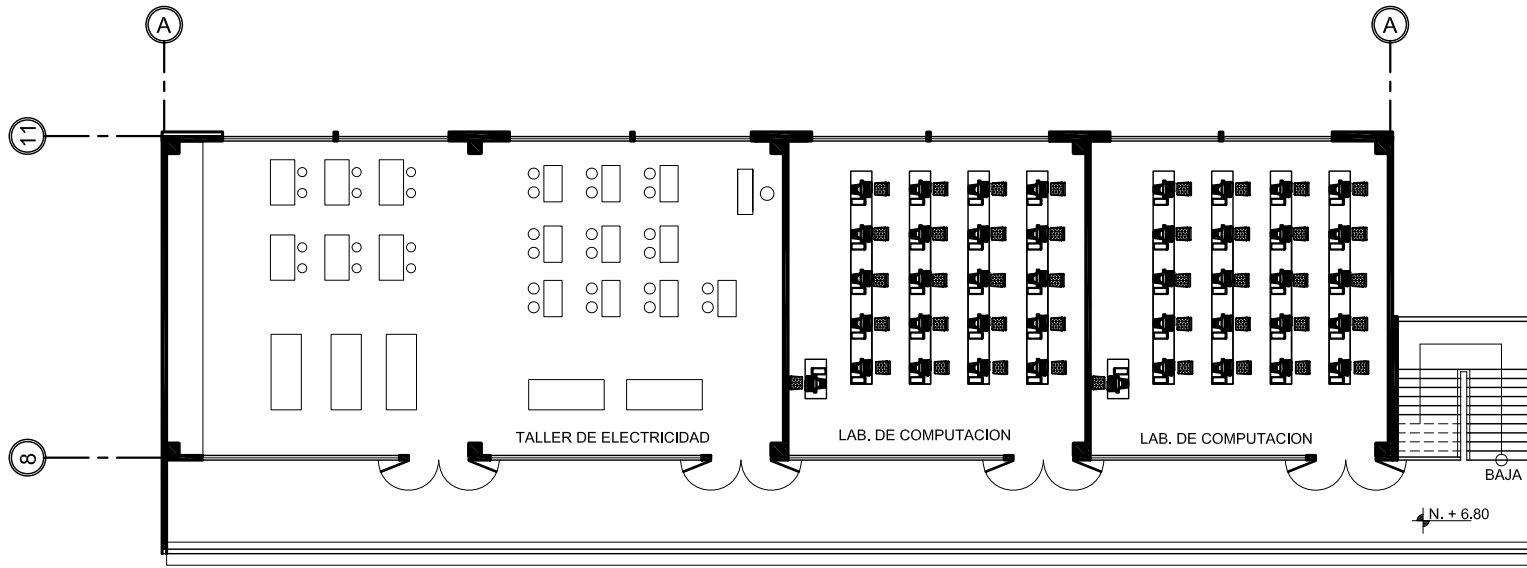 A
A
11
8
TALLER DE ELECTRICIDAD
LAB. DE COMPUTACION
LAB. DE COMPUTACION
BAJA
N. + 6.80